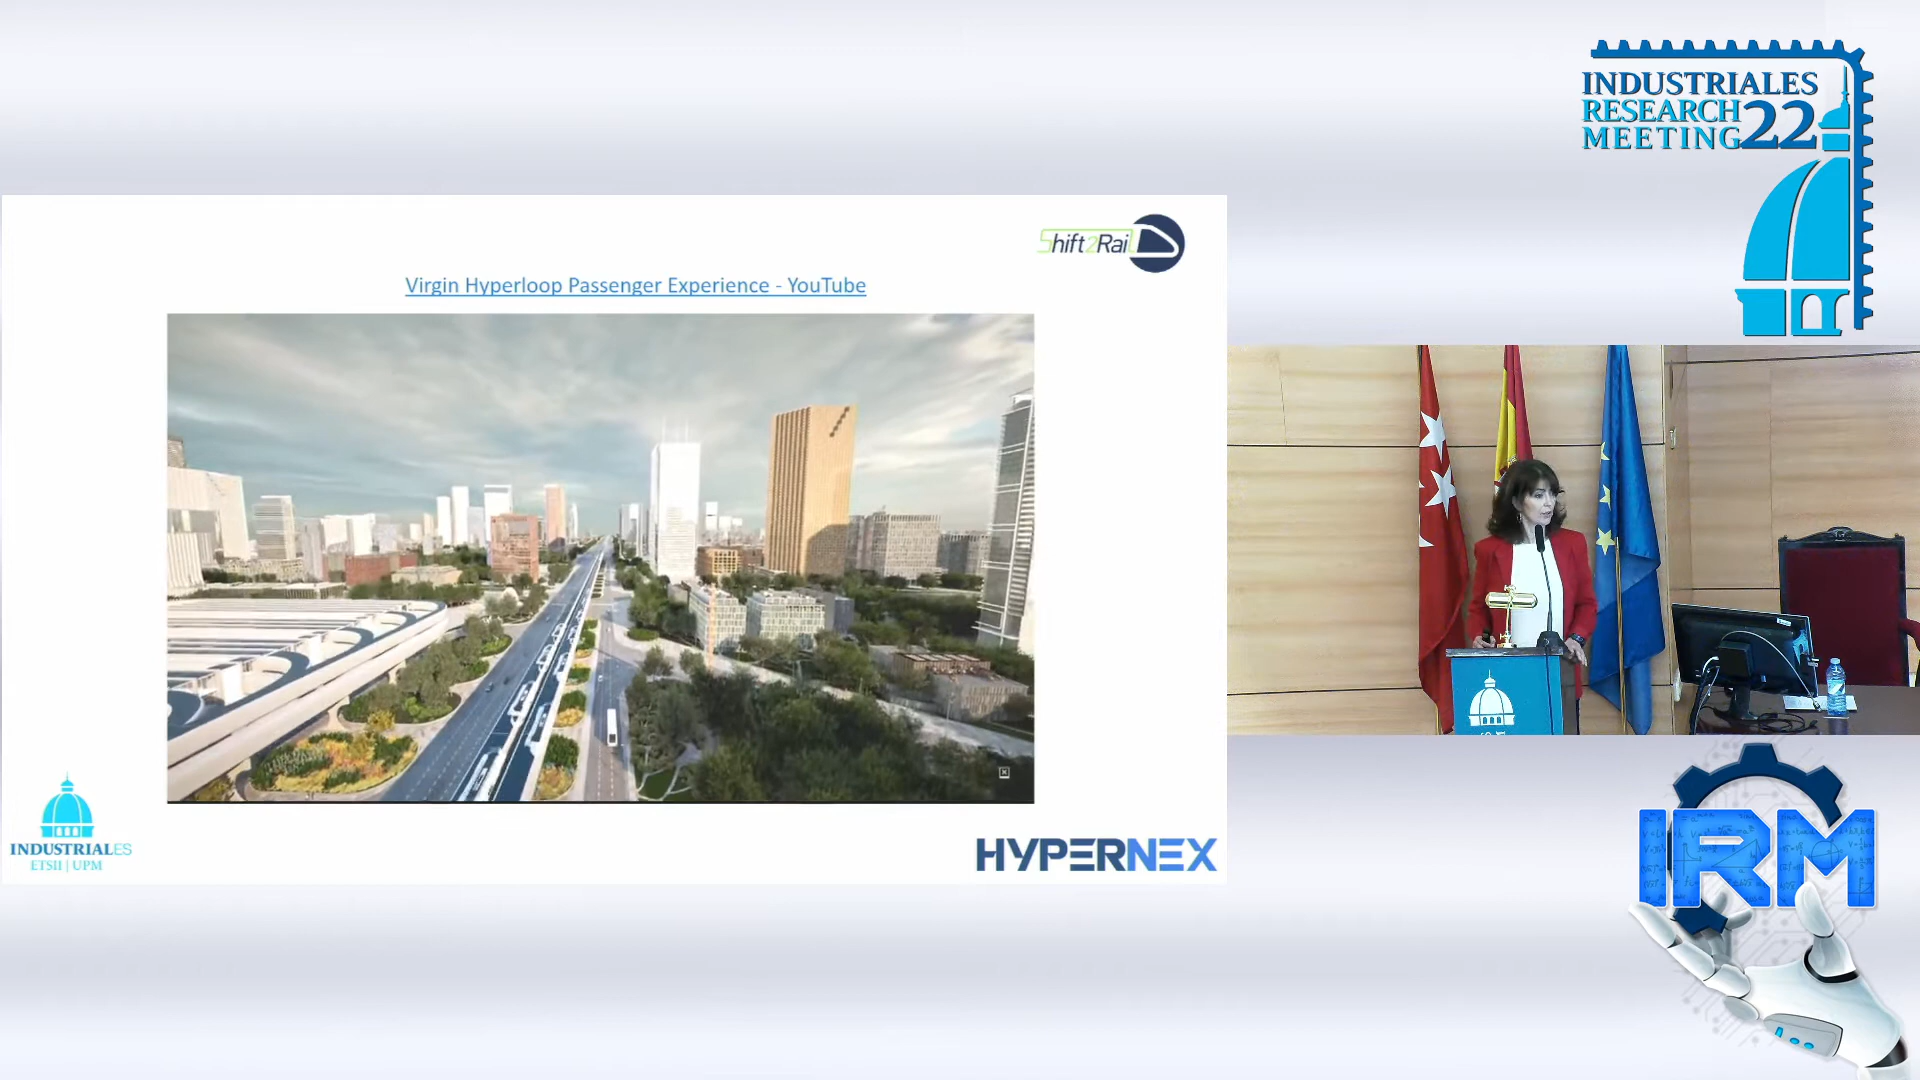 INDUSTRIALES
RESEARCH
MEETING 22
Shift2Rail
Virgin Hyperloop Passenger Experience - YouTube
INDUSTRIALES
ETSII | UPM
HYPERNEX
IRM